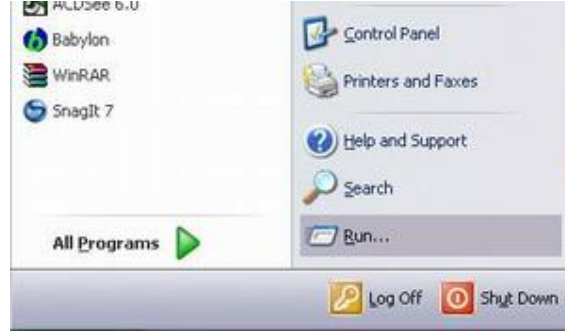 ACDSee 6.0
Babylon
WinRAR
SnagIt 7
All Programs
Control Panel
Printers and Faxes
Help and Support
Search
Run...
Log Off
Shut Down